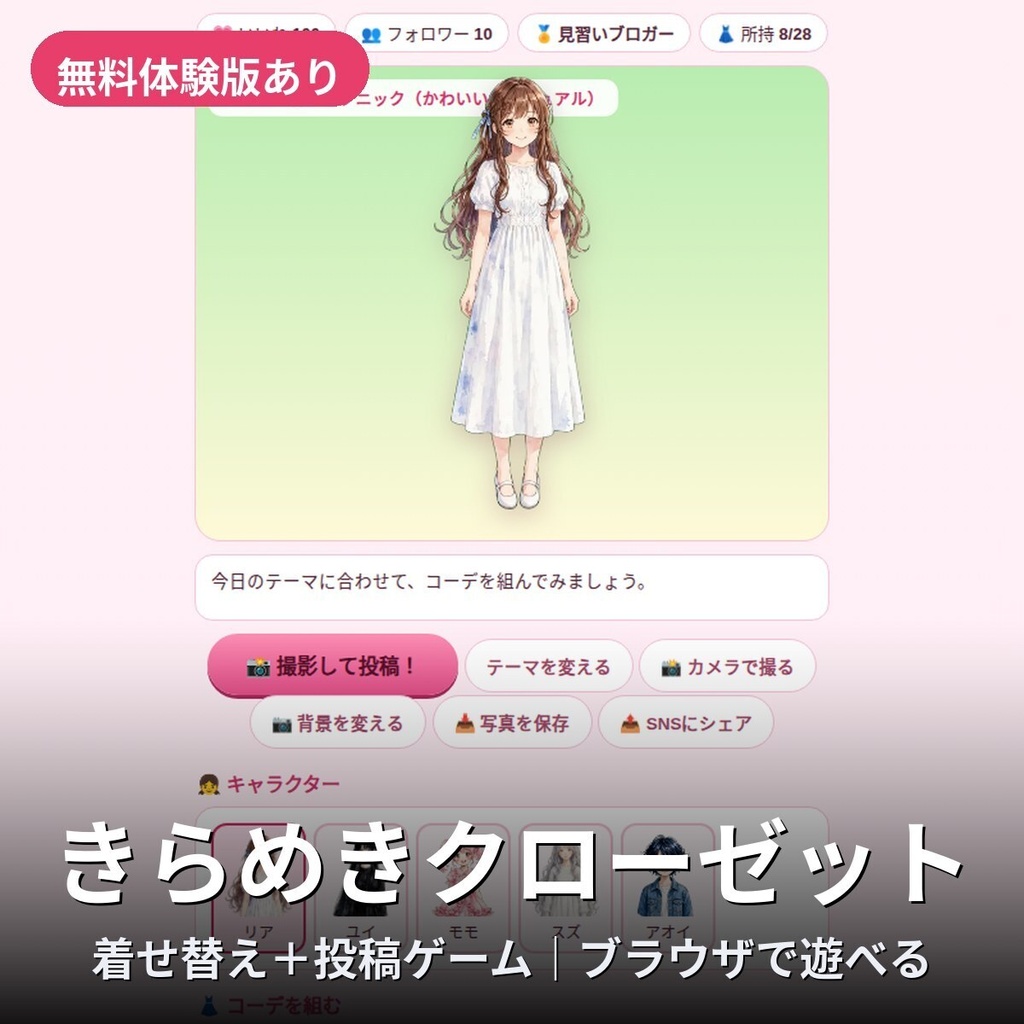 フォロワー 10
見習いブロガー
所持 8/28
無料体験版あり
ニック（かわいい
アル）
今日のテーマに合わせて、コーデを組んでみましょう。
撮影して投稿！
テーマを変える
カメラで撮る
背景を変える
写真を保存
SNSにシェア
キャラクター
きらめきクローゼット
リア
ユイ
モモ
スズ
アオイ
着せ替え＋投稿ゲーム｜ブラウザで遊べる
コーデを組む